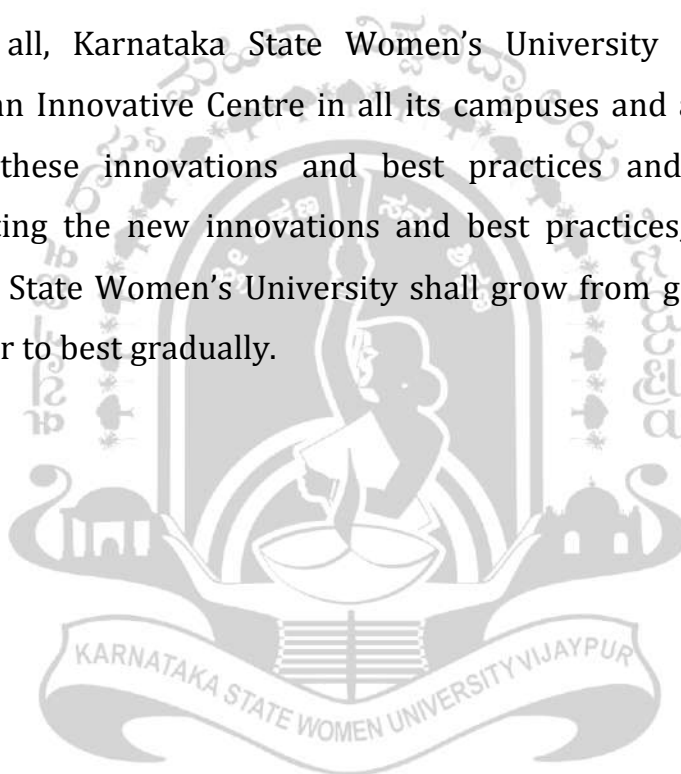 all, Karnataka State Women’s University
an Innovative Centre in all its campuses and a
these innovations and best practices and
ting the new innovations and best practices,
State Women’s University shall grow from g
r to best gradually.
KARNATAKA STATE WOMEN UNIVERSITY VIJAYPUR